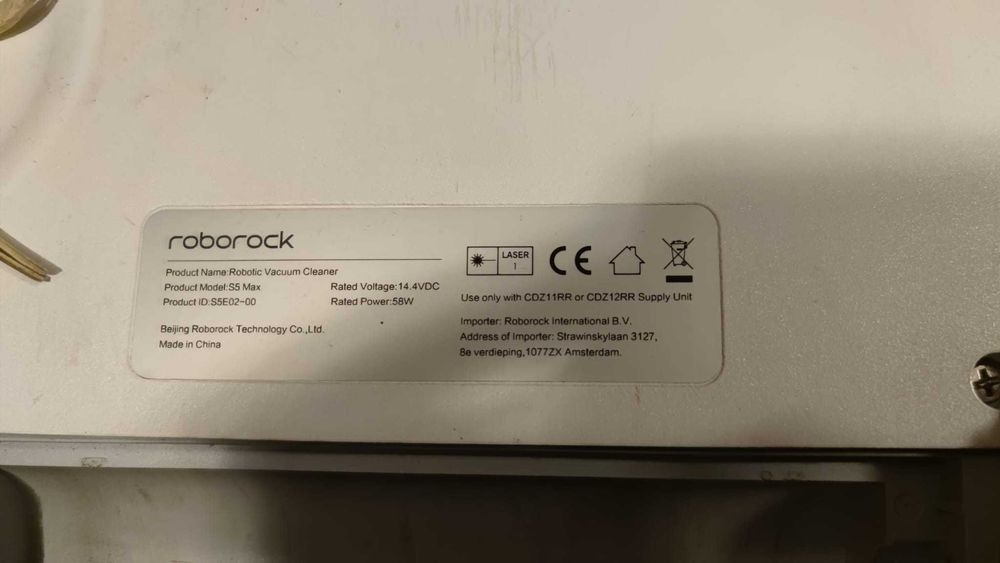 roborock
Product Name:Robotic Vacuum Cleaner
Product Model:S5 Max
Rated Voltage:14.4VDC
Product ID:S5E02-00
Rated Power:58W
Beijing Roborock Technology Co.,Ltd.
Made in China
LASER
1
CE
Use only with CDZ11RR or CDZ12RR Supply Unit
Importer: Roborock International B.V.
Address of Importer: Strawinskylaan 3127,
8e verdieping,1077ZX Amsterdam.